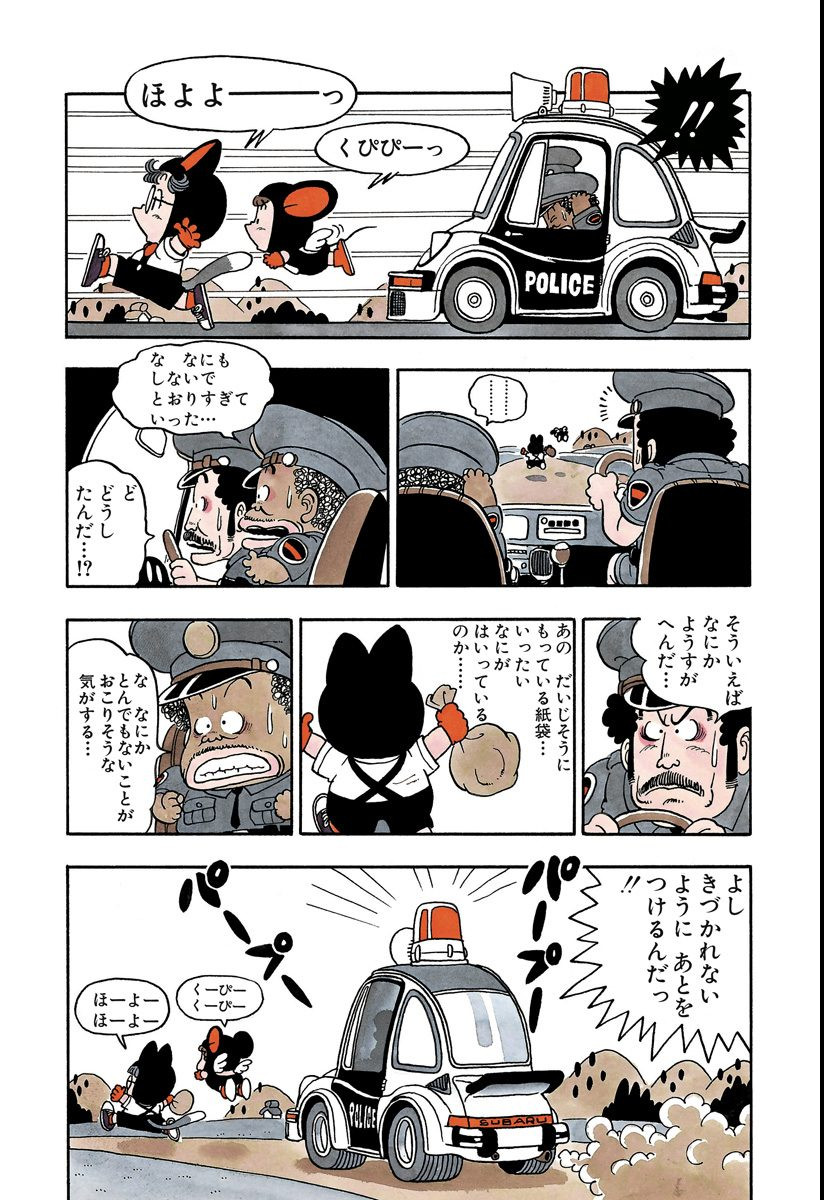 !!
くぴぴーっ
ほよよーーーっ
POLICE
………
な なにも
しないで
とおりすぎて
いった…
ど
どうし
たんだ…!?
そういえば
なにか
ようすが
へんだ…
あの だいじそうに
もっている紙袋…
いったい
なにが
はいっている
のか……
な なにか
とんでもないことが
おこりそうな
気がする…
よし
きづかれない
ように あとを
つけるんだっ
!!
パープー
パープー
くーぴー
くーぴー
ほーよー
ほーよー
POLICE
SUBARU